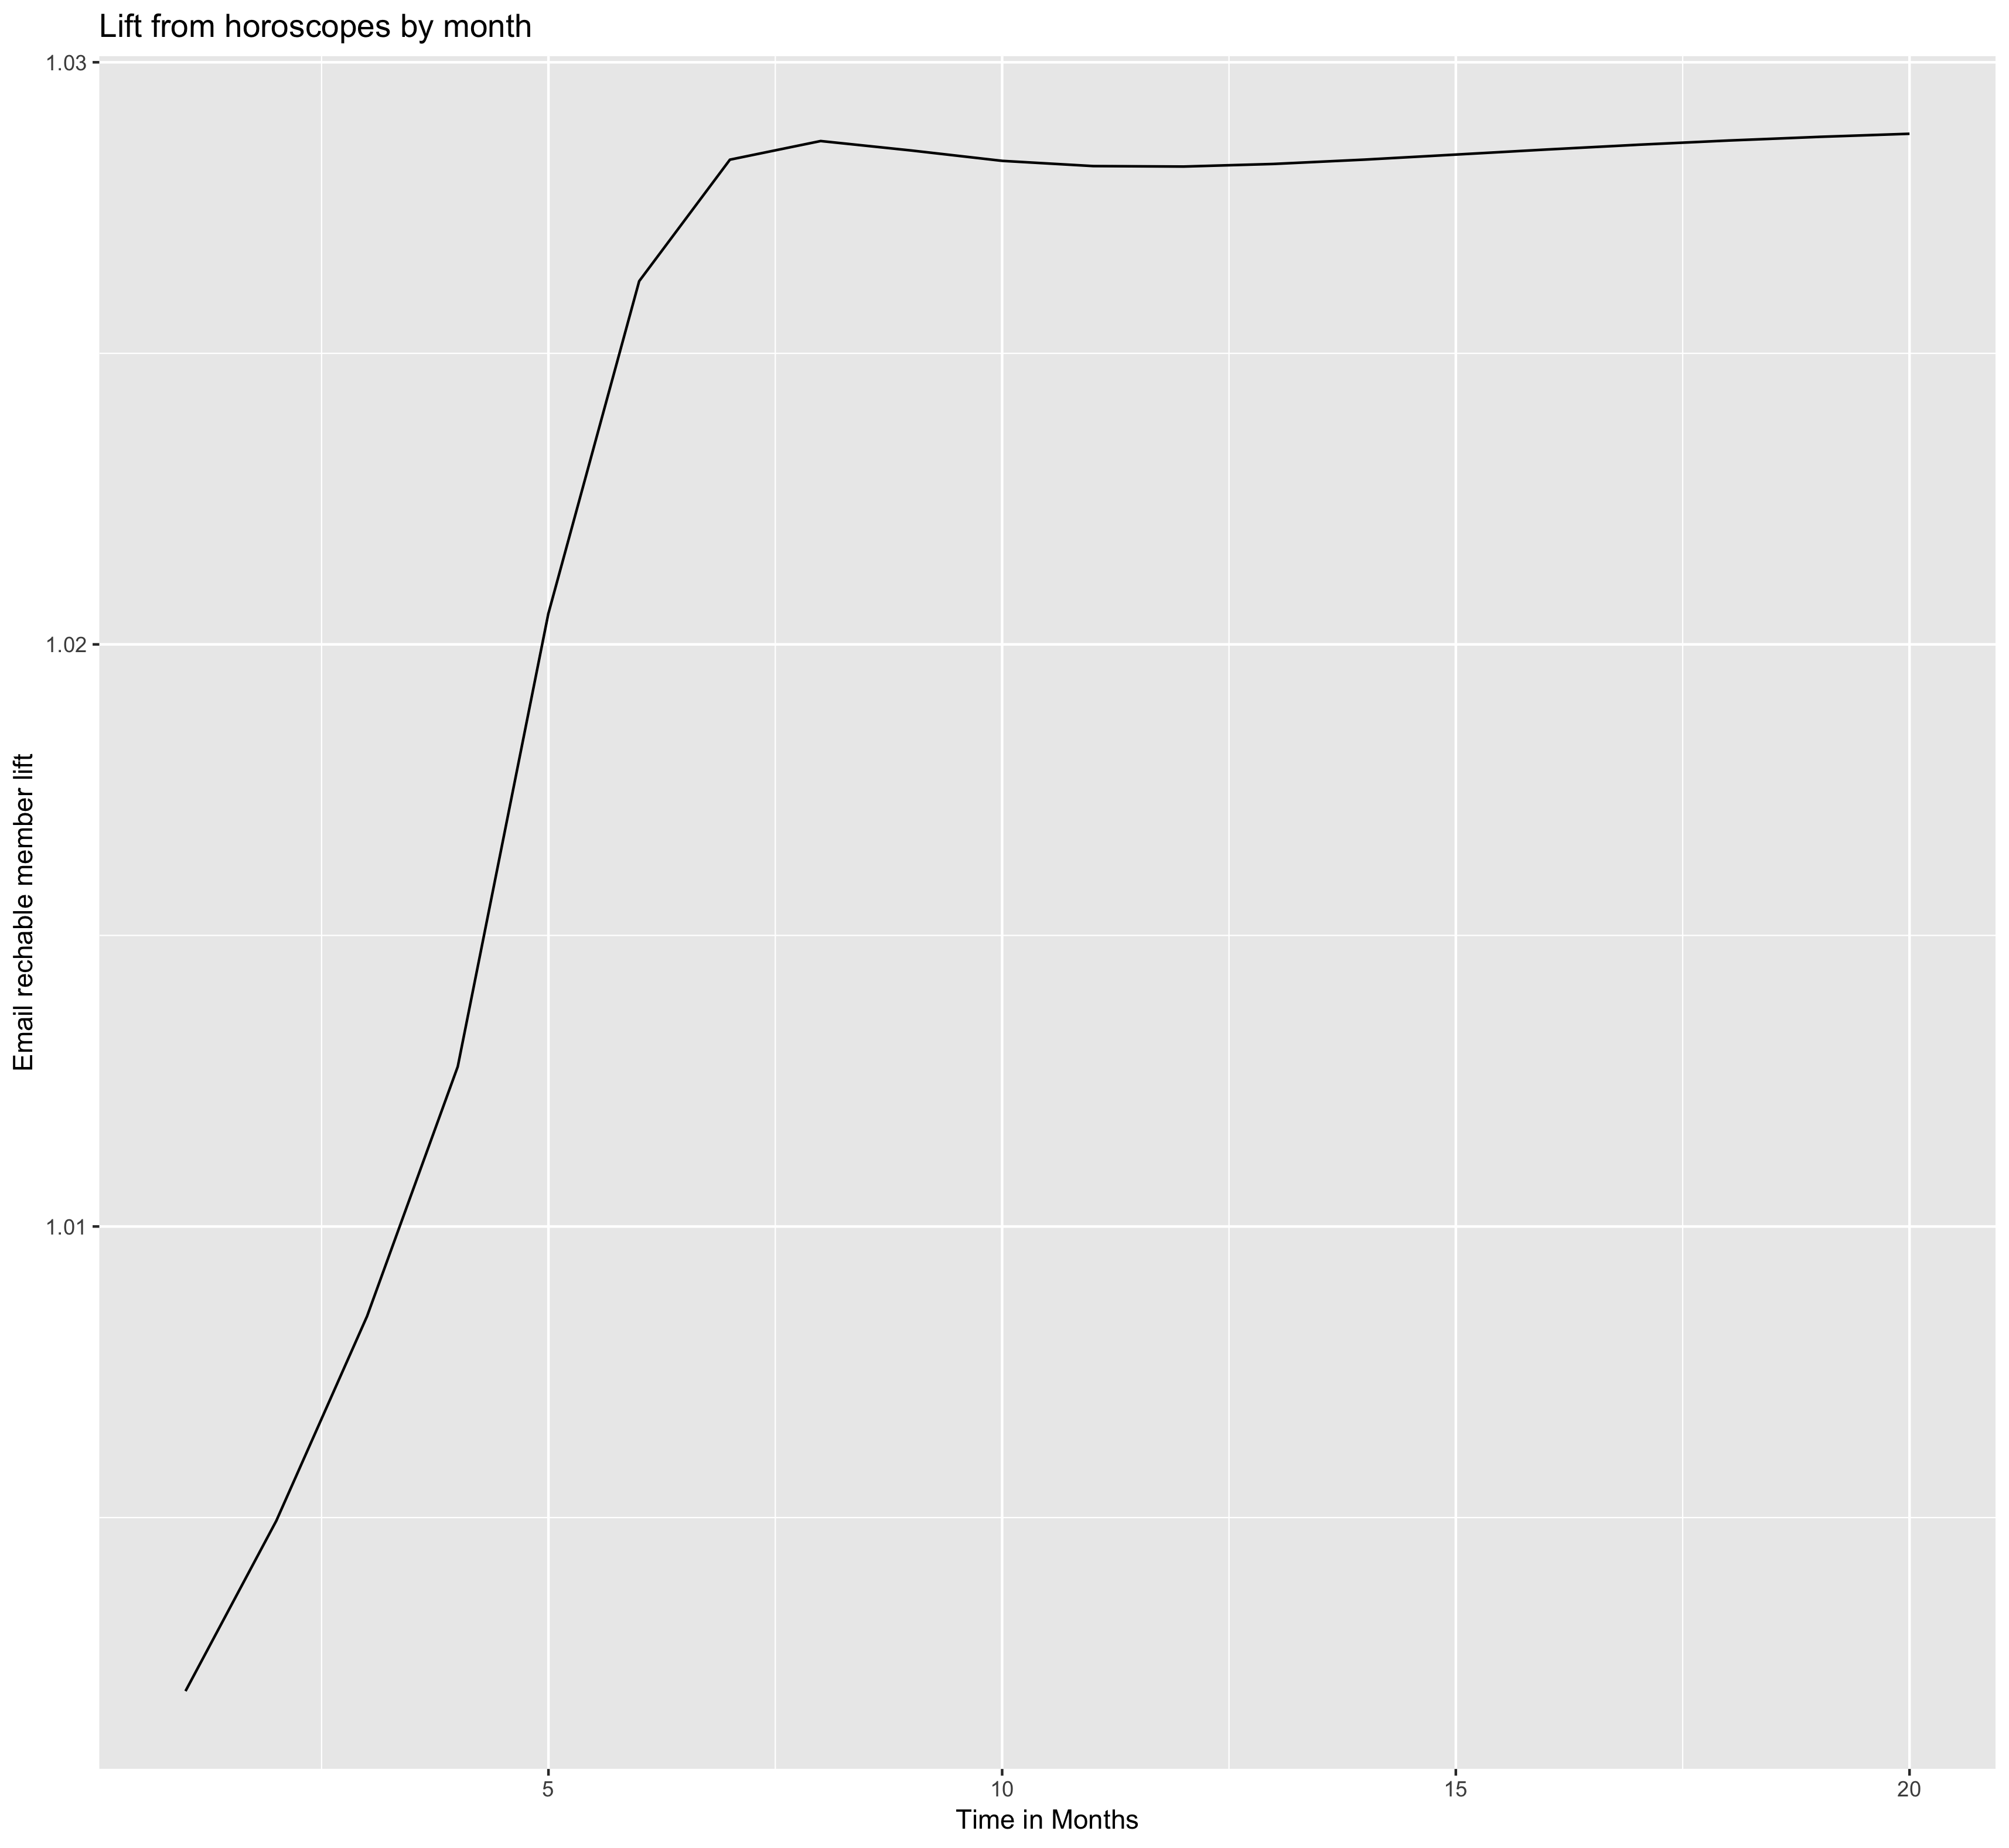 Lift from horoscopes by month
1.03
1.02
1.01
Email rechable member lift
5
10
15
20
Time in Months